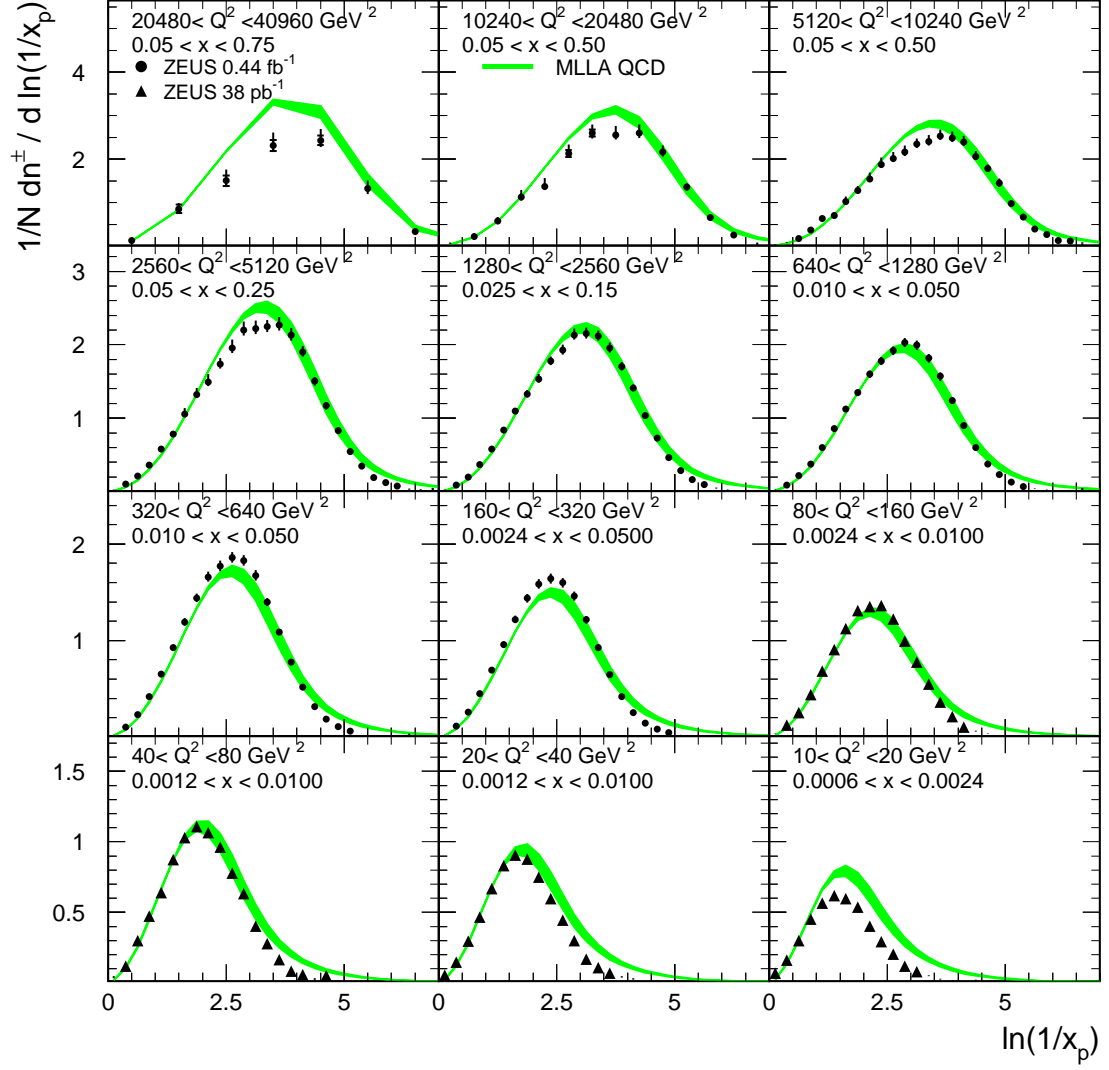 1/N dn± / d ln(1/xp)
20480< Q2 <40960 GeV 2
0.05 < x < 0.75
ZEUS 0.44 fb-1
ZEUS 38 pb-1
10240< Q2 <20480 GeV 2
0.05 < x < 0.50
MLLA QCD
5120< Q2 <10240 GeV 2
0.05 < x < 0.50
4
2
2560< Q2 <5120 GeV 2
0.05 < x < 0.25
1280< Q2 <2560 GeV 2
0.025 < x < 0.15
640< Q2 <1280 GeV 2
0.010 < x < 0.050
3
2
1
320< Q2 <640 GeV 2
0.010 < x < 0.050
160< Q2 <320 GeV 2
0.0024 < x < 0.0500
80< Q2 <160 GeV 2
0.0024 < x < 0.0100
2
1
40< Q2 <80 GeV 2
0.0012 < x < 0.0100
20< Q2 <40 GeV 2
0.0012 < x < 0.0100
10< Q2 <20 GeV 2
0.0006 < x < 0.0024
1.5
1
0.5
0 2.5 5 0 2.5 5 0 2.5 5
ln(1/xp)